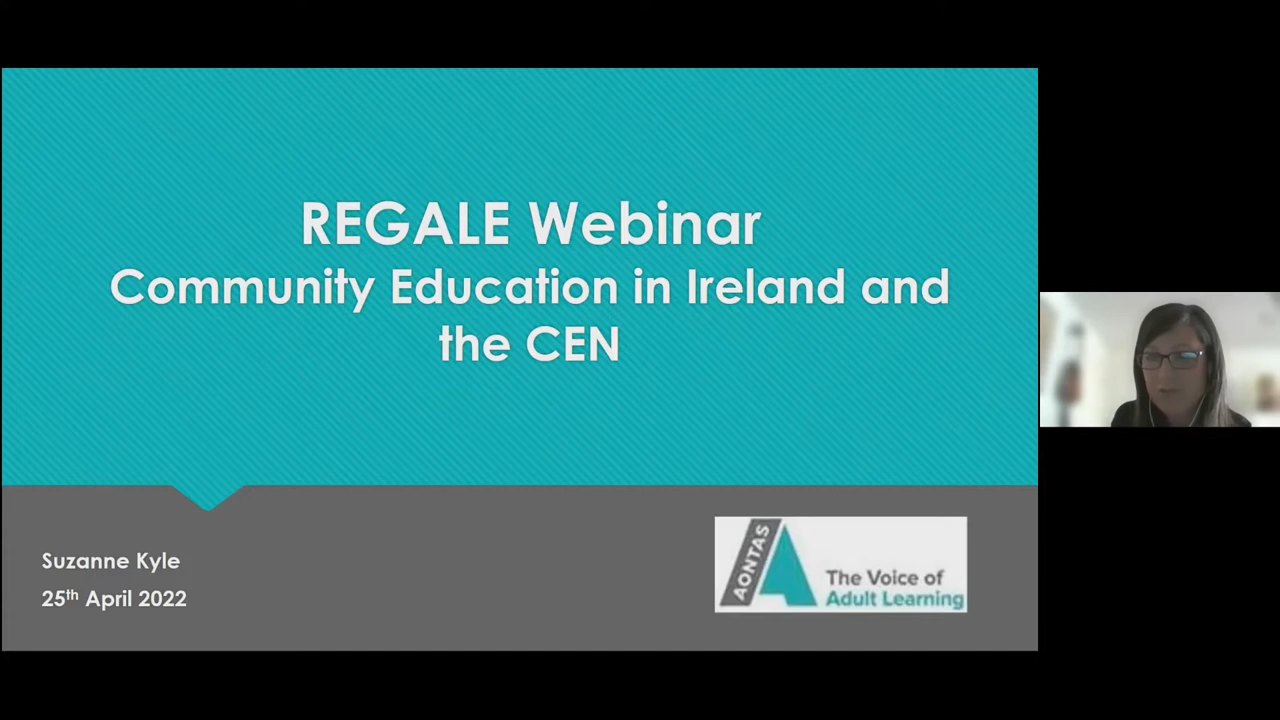 REGALE Webinar
Community Education in Ireland and
the CEN
Suzanne Kyle
25th April 2022
AONTAS
The Voice of
Adult Learning